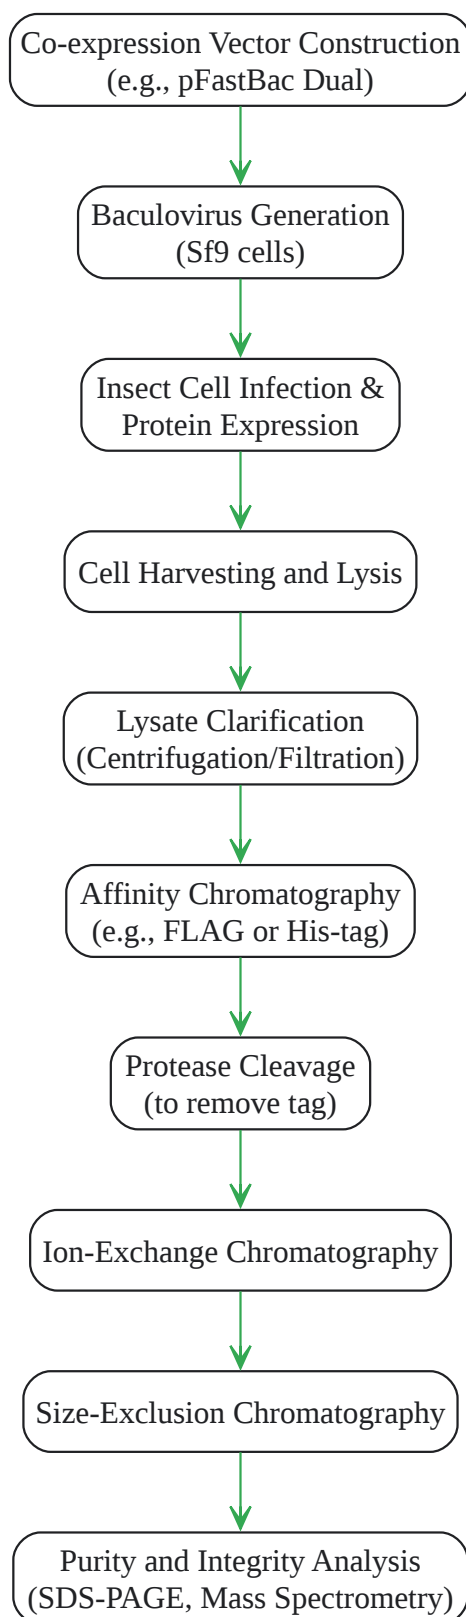 Co-expression Vector Construction
(e.g., pFastBac Dual)
Baculovirus Generation
(Sf9 cells)
Insect Cell Infection &
Protein Expression
Cell Harvesting and Lysis
Lysate Clarification
(Centrifugation/Filtration)
Affinity Chromatography
(e.g., FLAG or His-tag)
Protease Cleavage
(to remove tag)
Ion-Exchange Chromatography
Size-Exclusion Chromatography
Purity and Integrity Analysis
(SDS-PAGE, Mass Spectrometry)